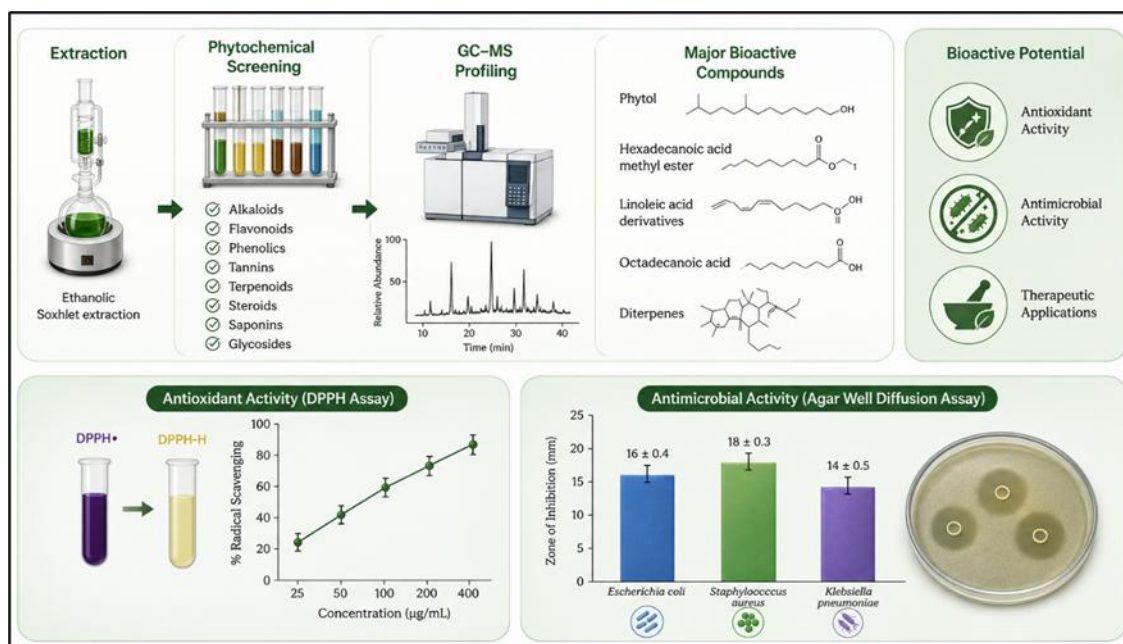 Extraction
Ethanolic
Soxhlet extraction
Phytochemical
Screening
Alkaloids
Flavonoids
Phenolics
Tannins
Terpenoids
Steroids
Saponins
Glycosides
GC–MS
Profiling
Relative Abundance
100
50
10
20
30
40
Time (min)
Major Bioactive
Compounds
Phytol
OH
Hexadecanoic acid
methyl ester
O
O
1
Linoleic acid
derivatives
OH
O
Octadecanoic acid
O
OH
Diterpenes
Bioactive Potential
Antioxidant
Activity
Antimicrobial
Activity
Therapeutic
Applications
Antioxidant Activity (DPPH Assay)
DPPH•
DPPH-H
% Radical Scavenging
100
80
60
40
20
0
25
50
100
200
400
Concentration (µg/mL)
Antimicrobial Activity (Agar Well Diffusion Assay)
Zone of Inhibition (mm)
25
20
15
10
5
0
16 ± 0.4
18 ± 0.3
14 ± 0.5
Escherichia coli
Staphyloococcus
aureus
Klebsiella
pneumoniae